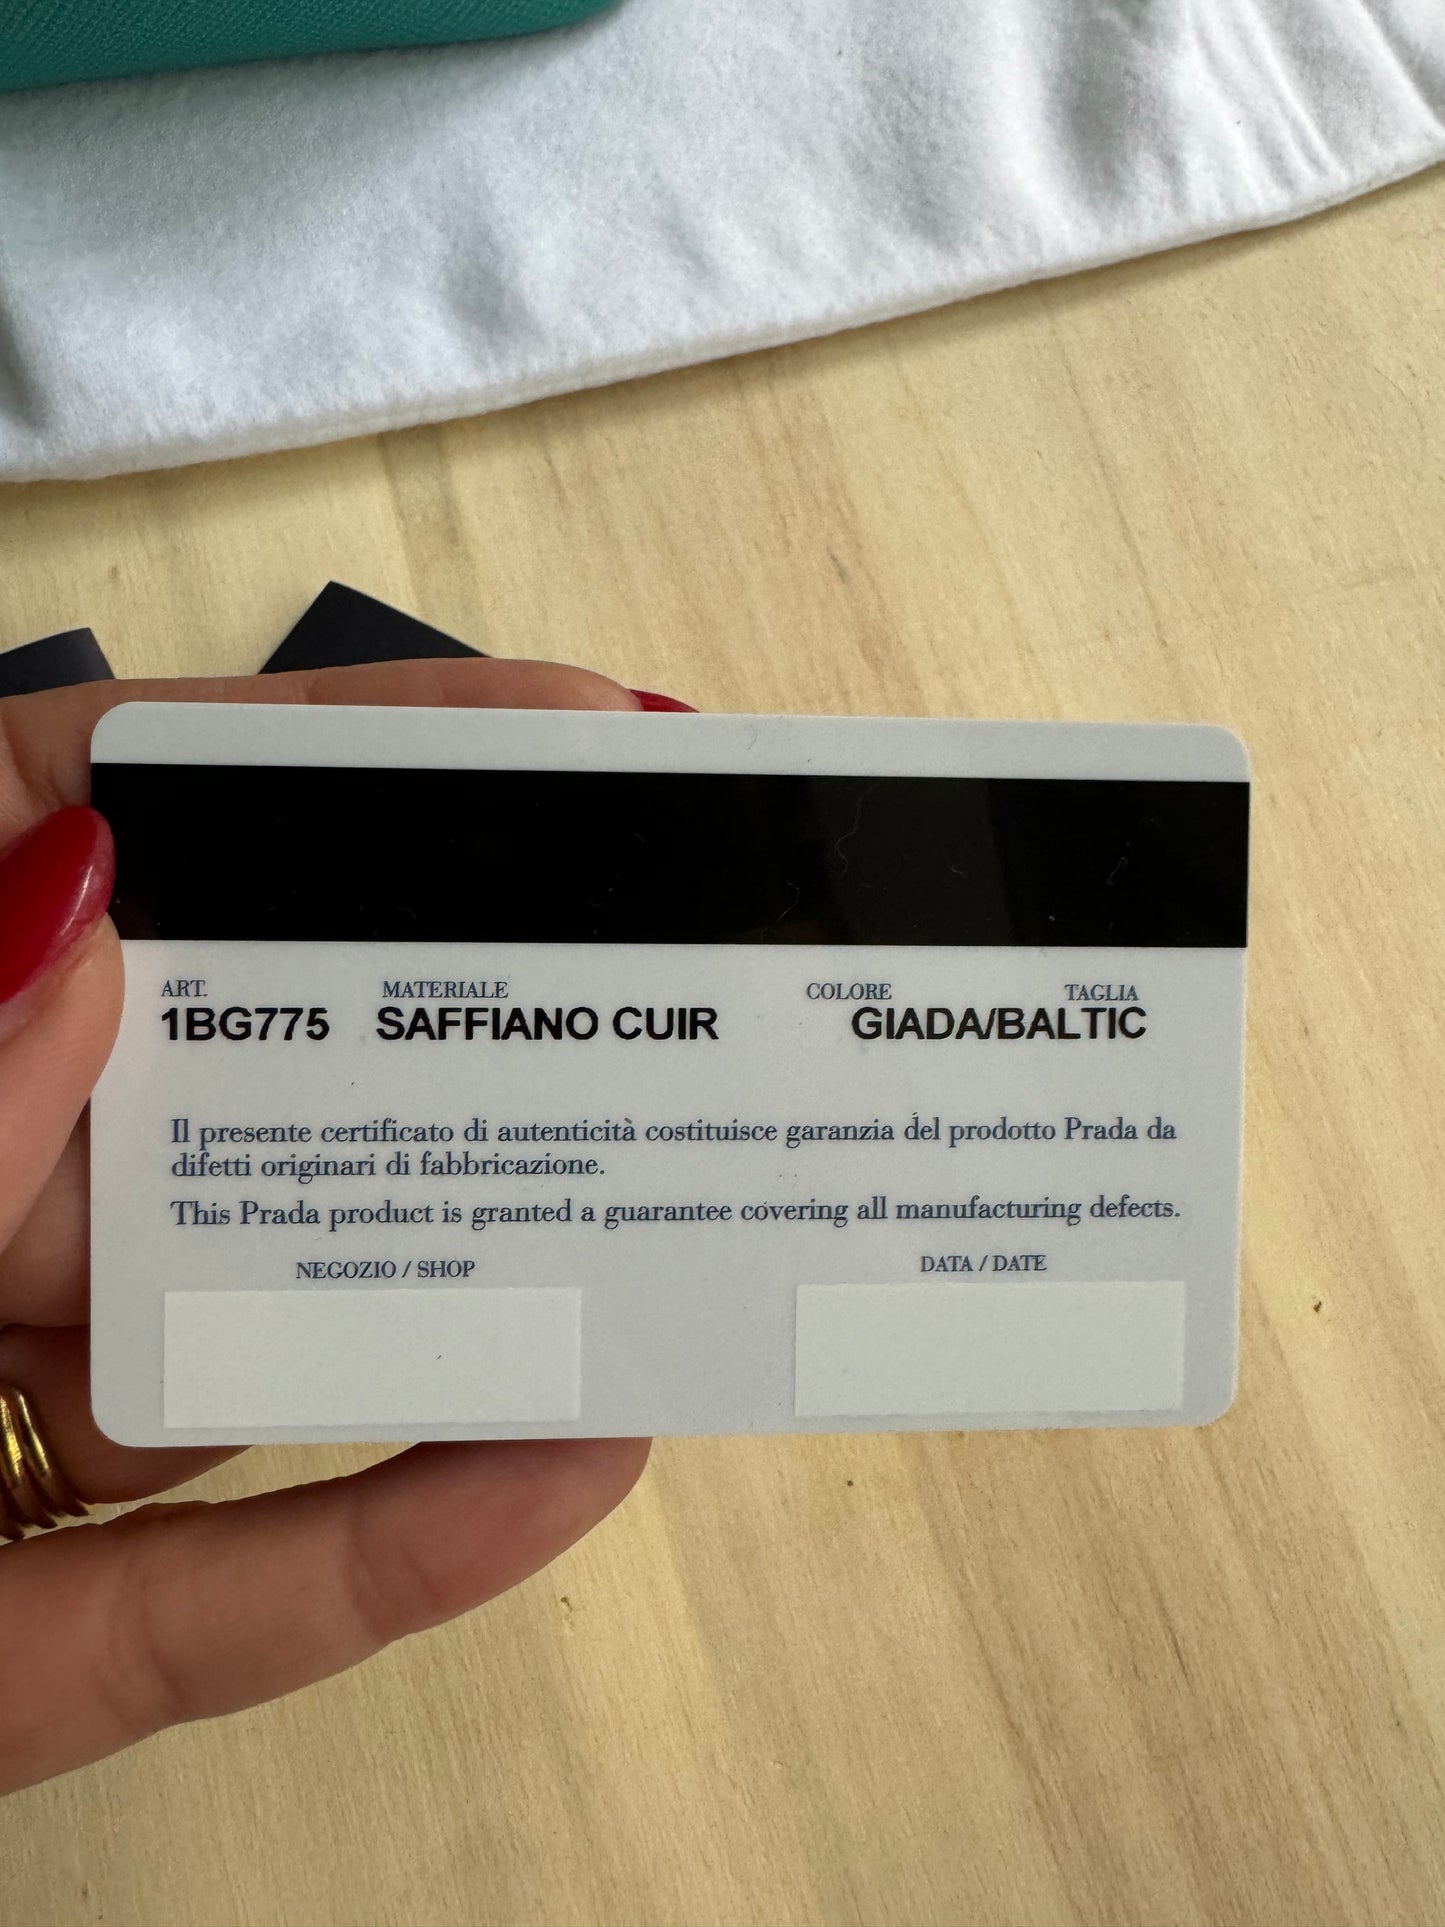 ART. MATERIALE COLORE TAGLIA
1BG775 SAFFIANO CUIR GIADA/BALTIC
Il presente certificato di autenticità costituisce garanzia del prodotto Prada da
difetti originari di fabbricazione.
This Prada product is granted a guarantee covering all manufacturing defects.
NEGOZIO / SHOP DATA / DATE